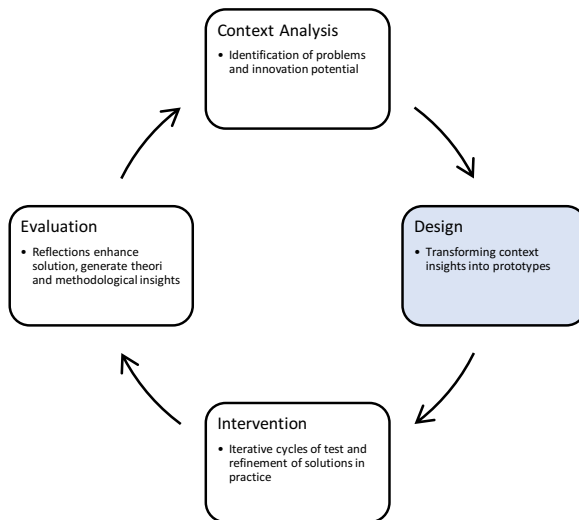 Context Analysis
• Identification of problems
and innovation potential
Evaluation
• Reflections enhance
solution, generate theori
and methodological insights
Design
• Transforming context
insights into prototypes
Intervention
• Iterative cycles of test and
refinement of solutions in
practice